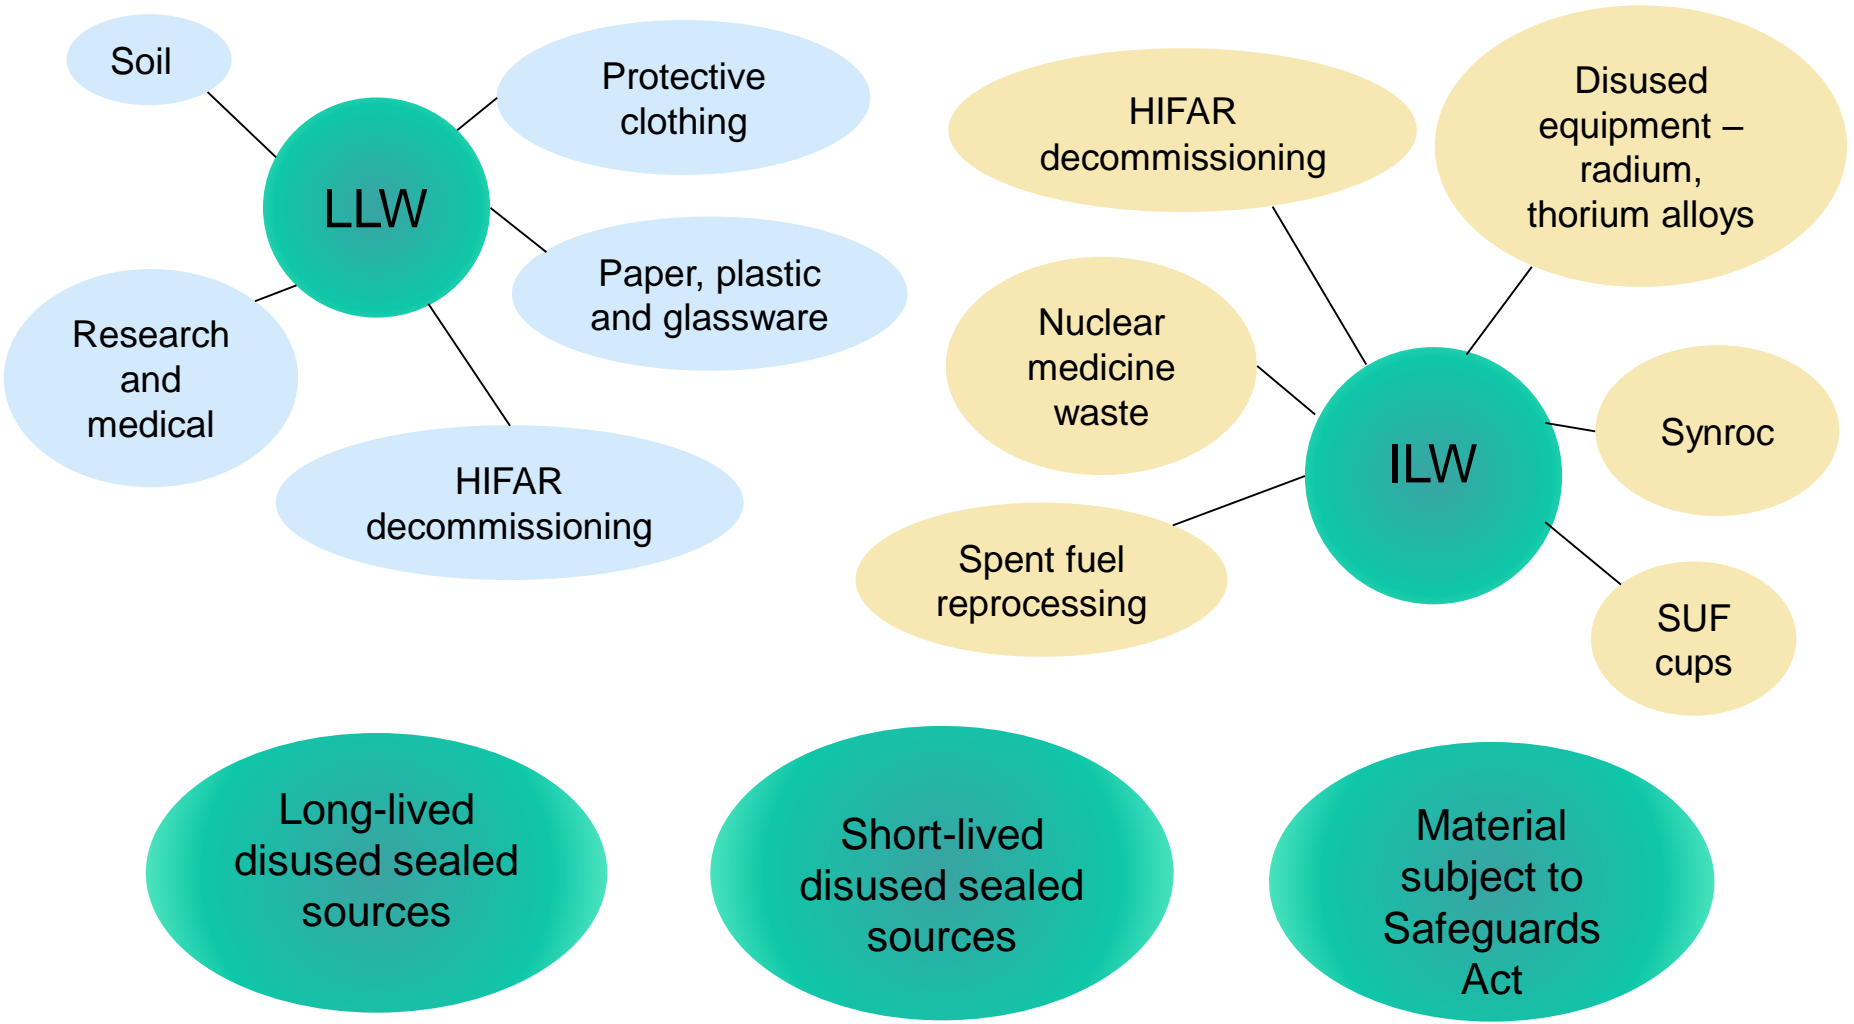 Soil
Protective
clothing
LLW
Paper, plastic
and glassware
Research
and
medical
HIFAR
decommissioning
HIFAR
decommissioning
Disused
equipment –
radium,
thorium alloys
Nuclear
medicine
waste
ILW
Synroc
Spent fuel
reprocessing
SUF
cups
Long-lived
disused sealed
sources
Short-lived
disused sealed
sources
Material
subject to
Safeguards
Act